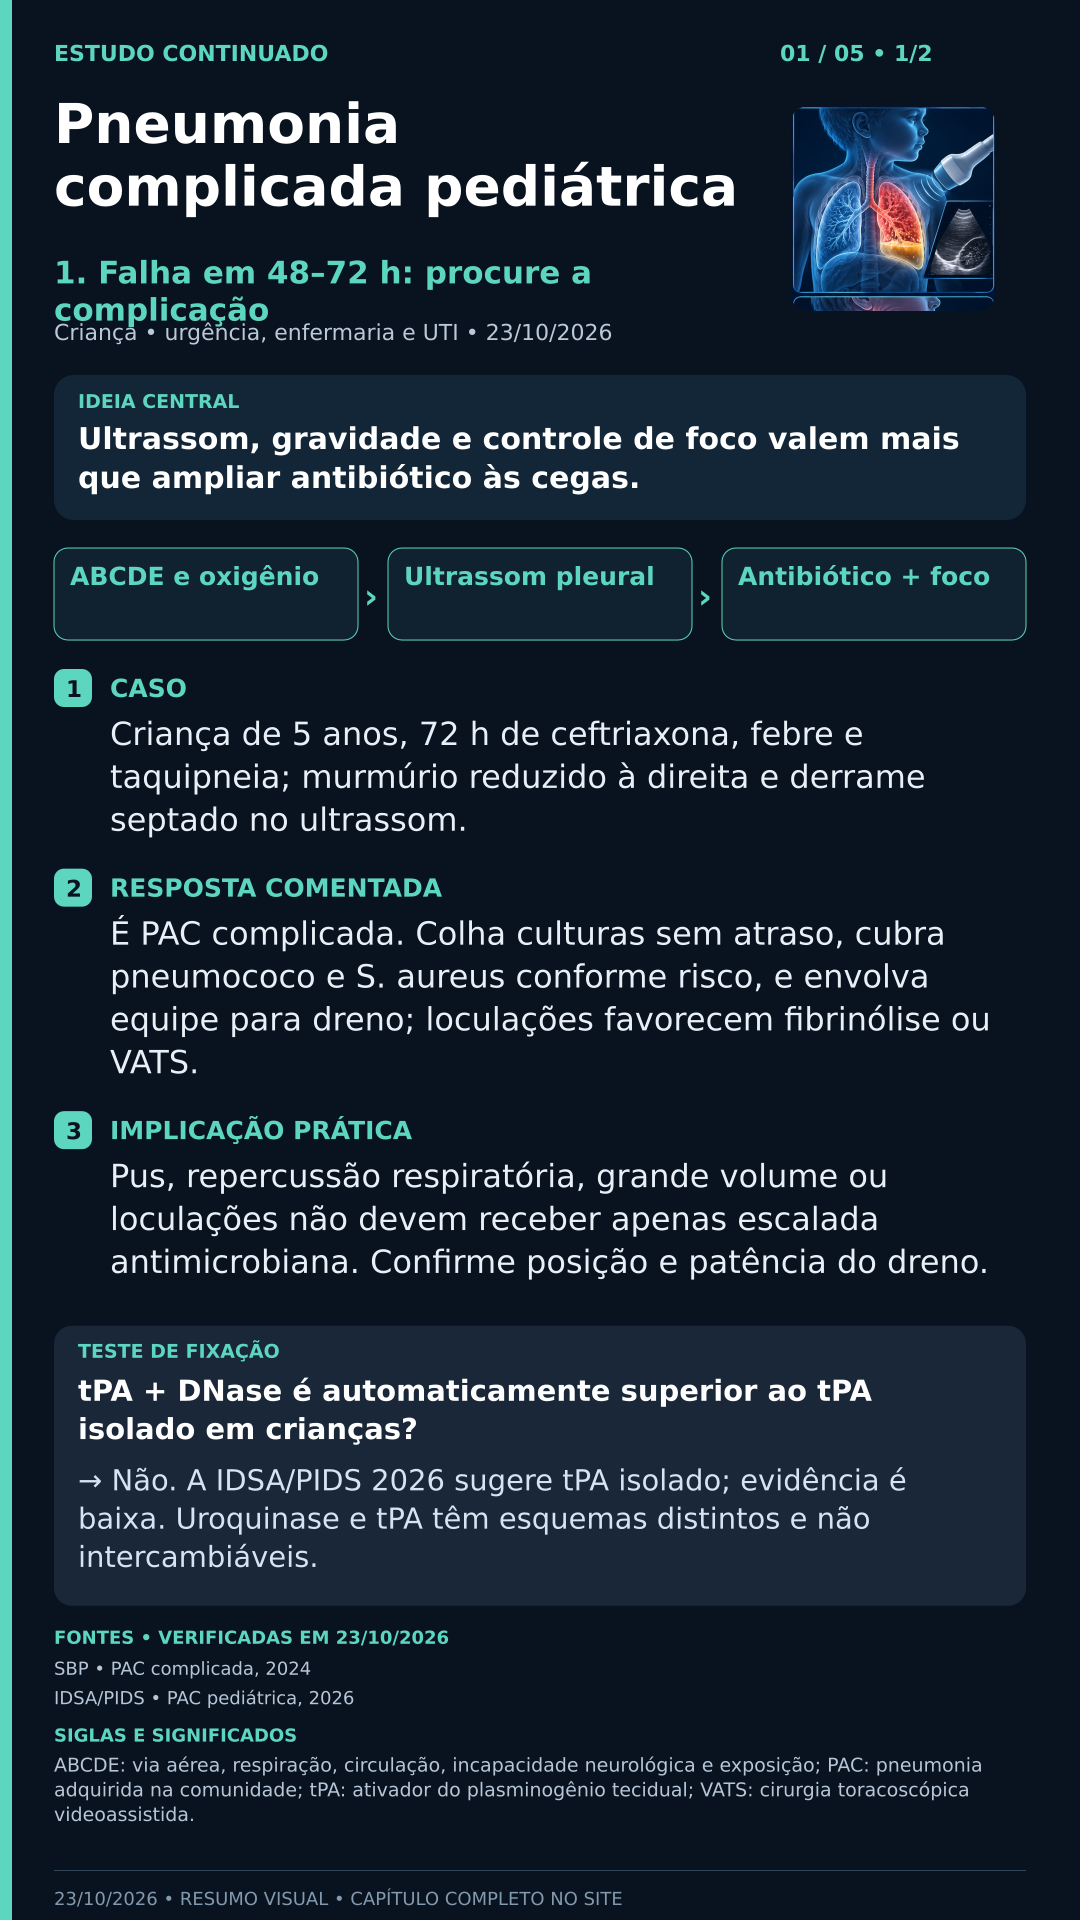 ESTUDO CONTINUADO
01 / 05 • 1/2
Pneumonia
complicada pediátrica
1. Falha em 48–72 h: procure a
complicação
Criança • urgência, enfermaria e UTI • 23/10/2026
IDEIA CENTRAL
Ultrassom, gravidade e controle de foco valem mais
que ampliar antibiótico às cegas.
ABCDE e oxigênio
›
Ultrassom pleural
›
Antibiótico + foco
1
CASO
Criança de 5 anos, 72 h de ceftriaxona, febre e
taquipneia; murmúrio reduzido à direita e derrame
septado no ultrassom.
2
RESPOSTA COMENTADA
É PAC complicada. Colha culturas sem atraso, cubra
pneumococo e S. aureus conforme risco, e envolva
equipe para dreno; loculações favorecem fibrinólise ou
VATS.
3
IMPLICAÇÃO PRÁTICA
Pus, repercussão respiratória, grande volume ou
loculações não devem receber apenas escalada
antimicrobiana. Confirme posição e patência do dreno.
TESTE DE FIXAÇÃO
tPA + DNase é automaticamente superior ao tPA
isolado em crianças?
→ Não. A IDSA/PIDS 2026 sugere tPA isolado; evidência é
baixa. Uroquinase e tPA têm esquemas distintos e não
intercambiáveis.
FONTES • VERIFICADAS EM 23/10/2026
SBP • PAC complicada, 2024
IDSA/PIDS • PAC pediátrica, 2026
SIGLAS E SIGNIFICADOS
ABCDE: via aérea, respiração, circulação, incapacidade neurológica e exposição; PAC: pneumonia
adquirida na comunidade; tPA: ativador do plasminogênio tecidual; VATS: cirurgia toracoscópica
videoassistida.
23/10/2026 • RESUMO VISUAL • CAPÍTULO COMPLETO NO SITE